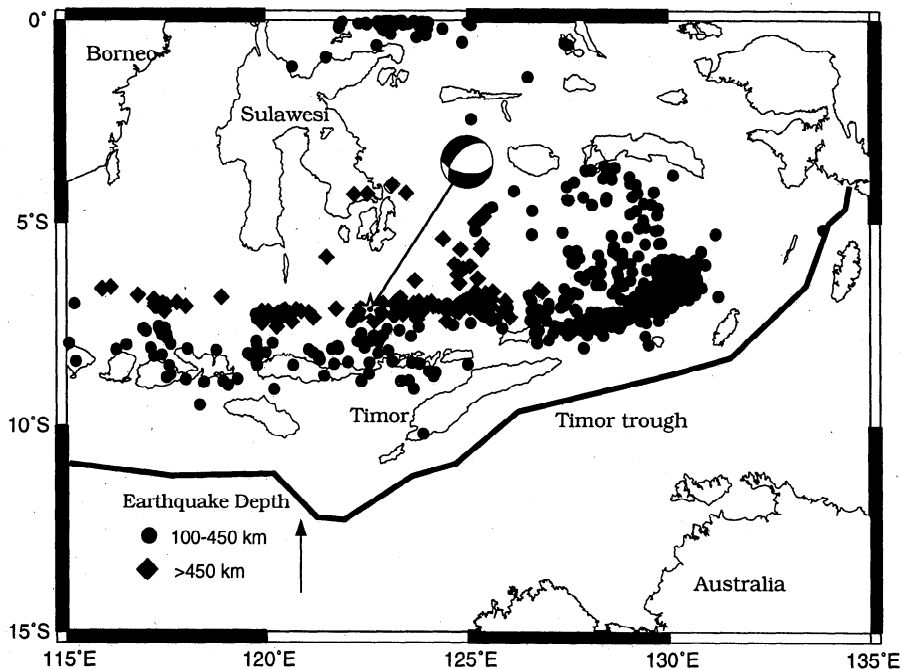 0°
Borneo
Sulawesi
5°S
Timor
Timor trough
10°S
Earthquake Depth
100-450 km
>450 km
Australia
15°S
115°E
120°E
125°E
130°E
135°E